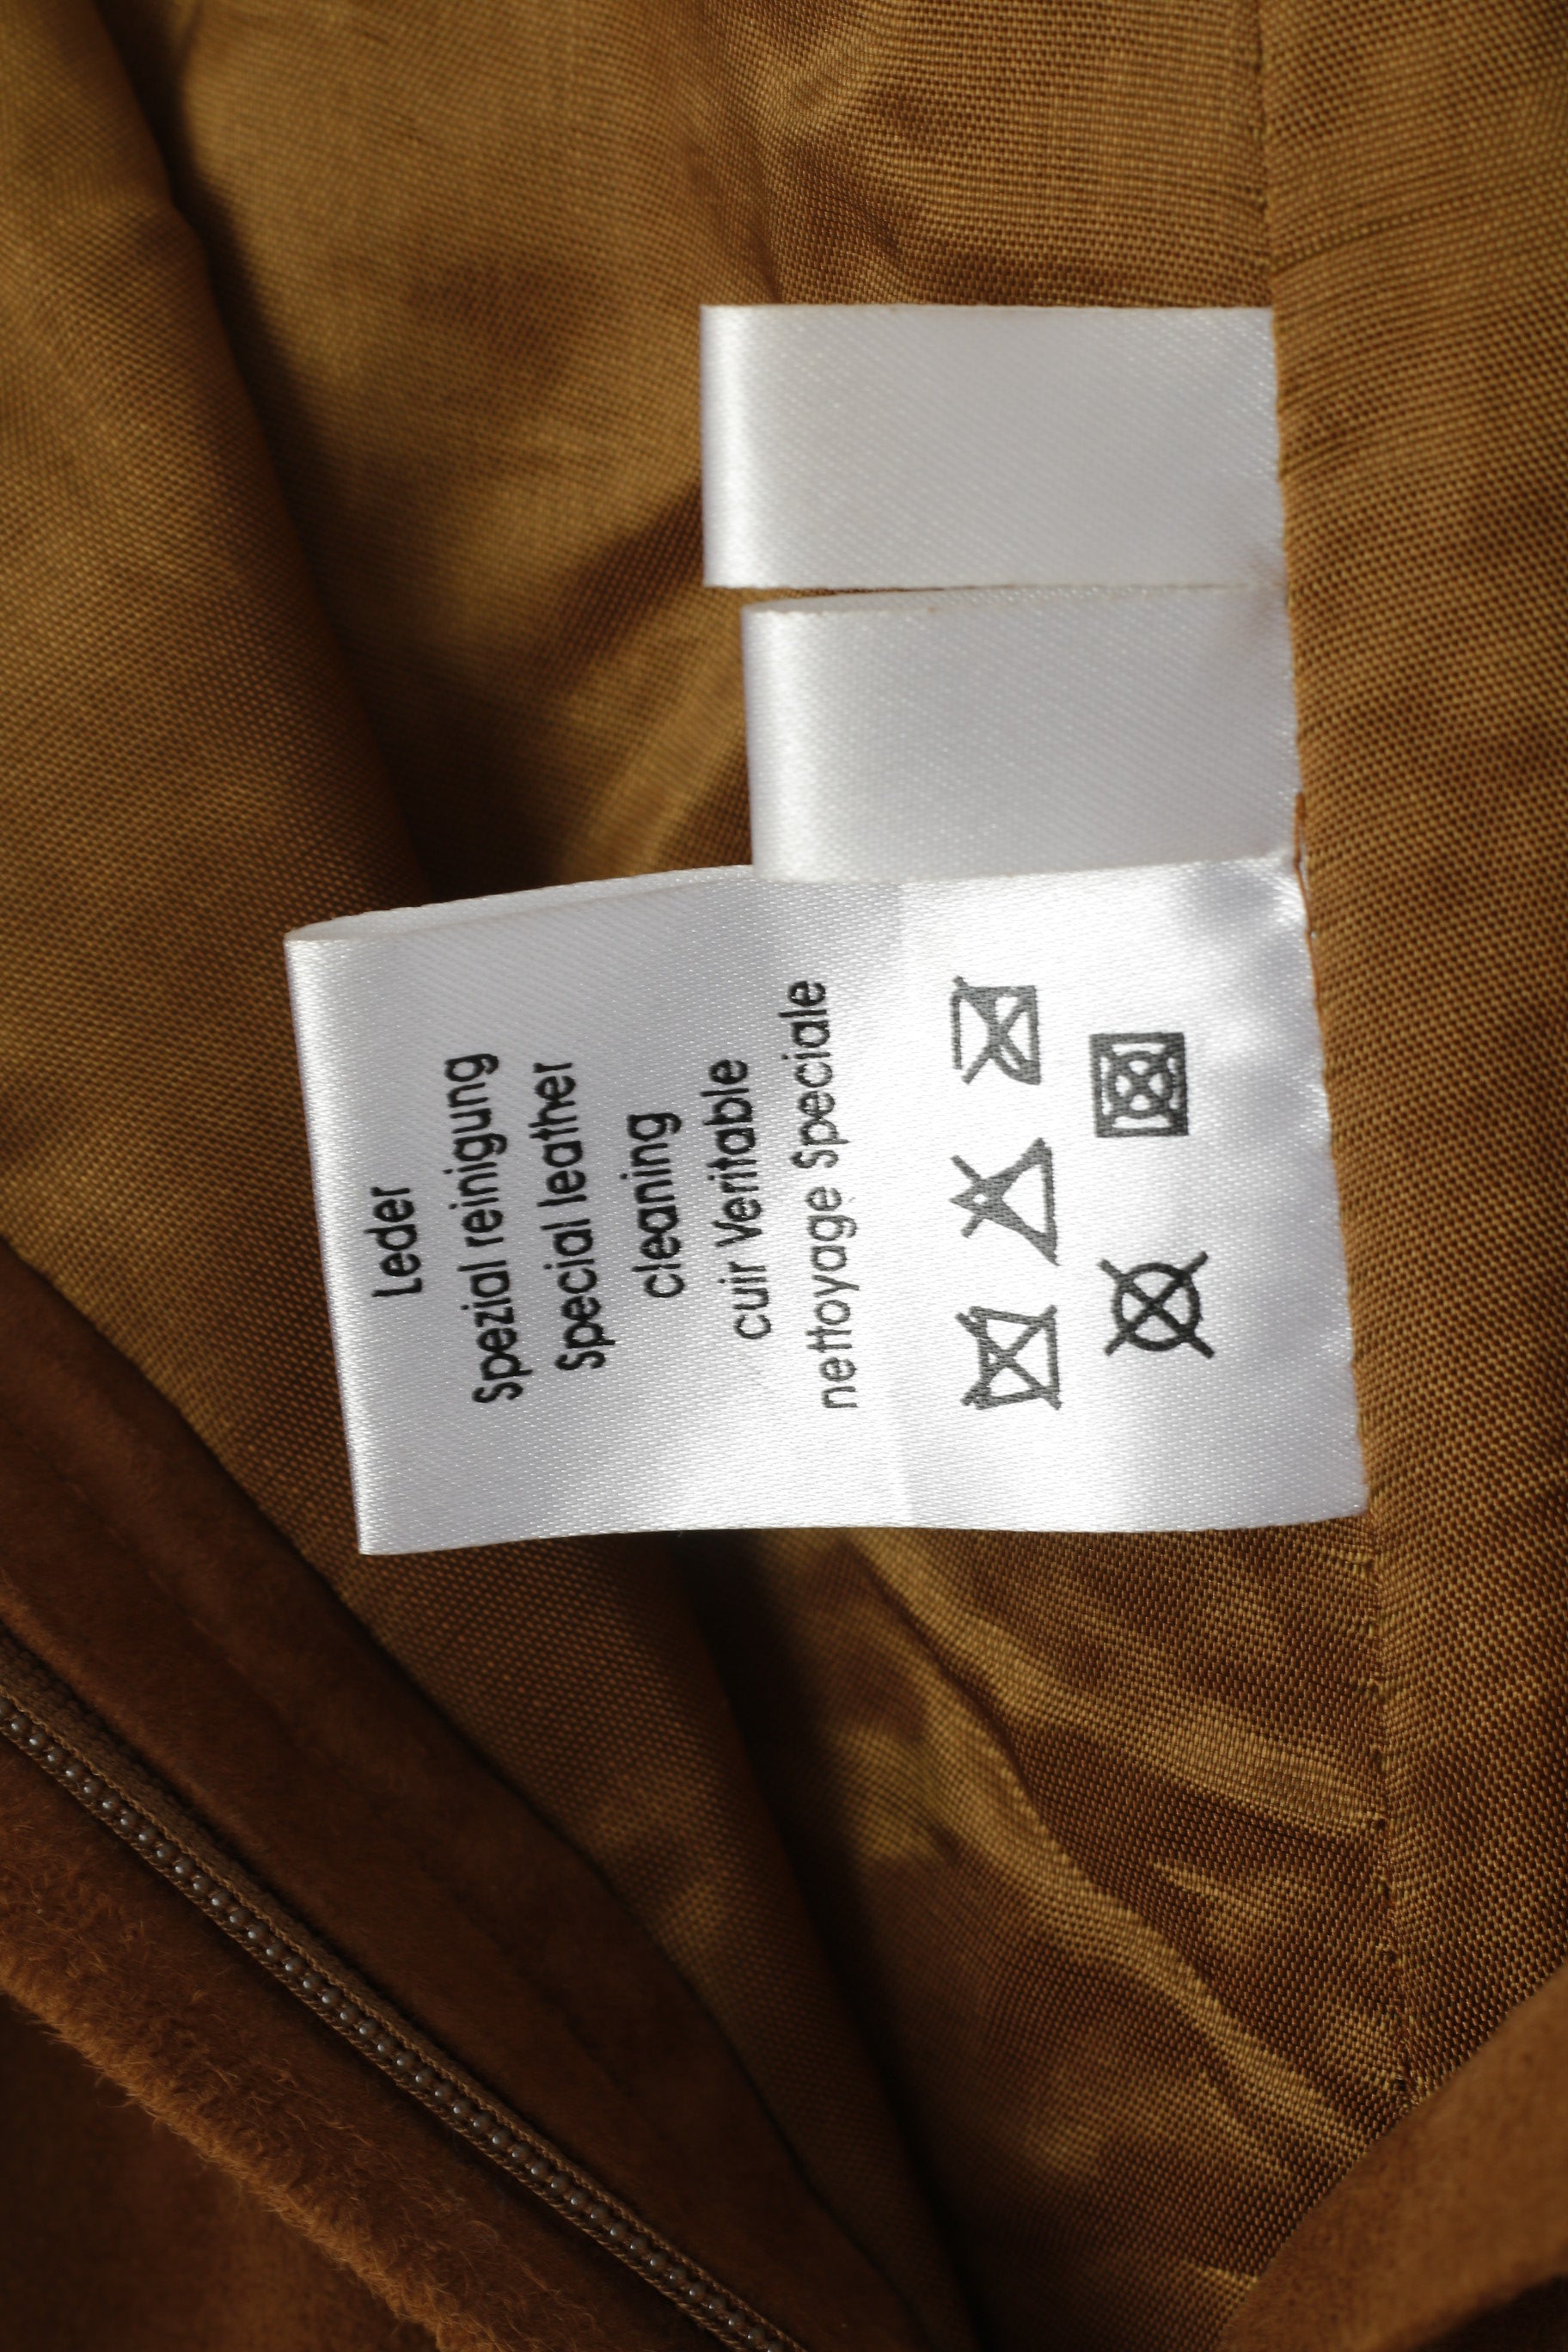 Leder
Spezial reinigung
Special leather
cleaning
cuir Veritable
nettoyage Speciale